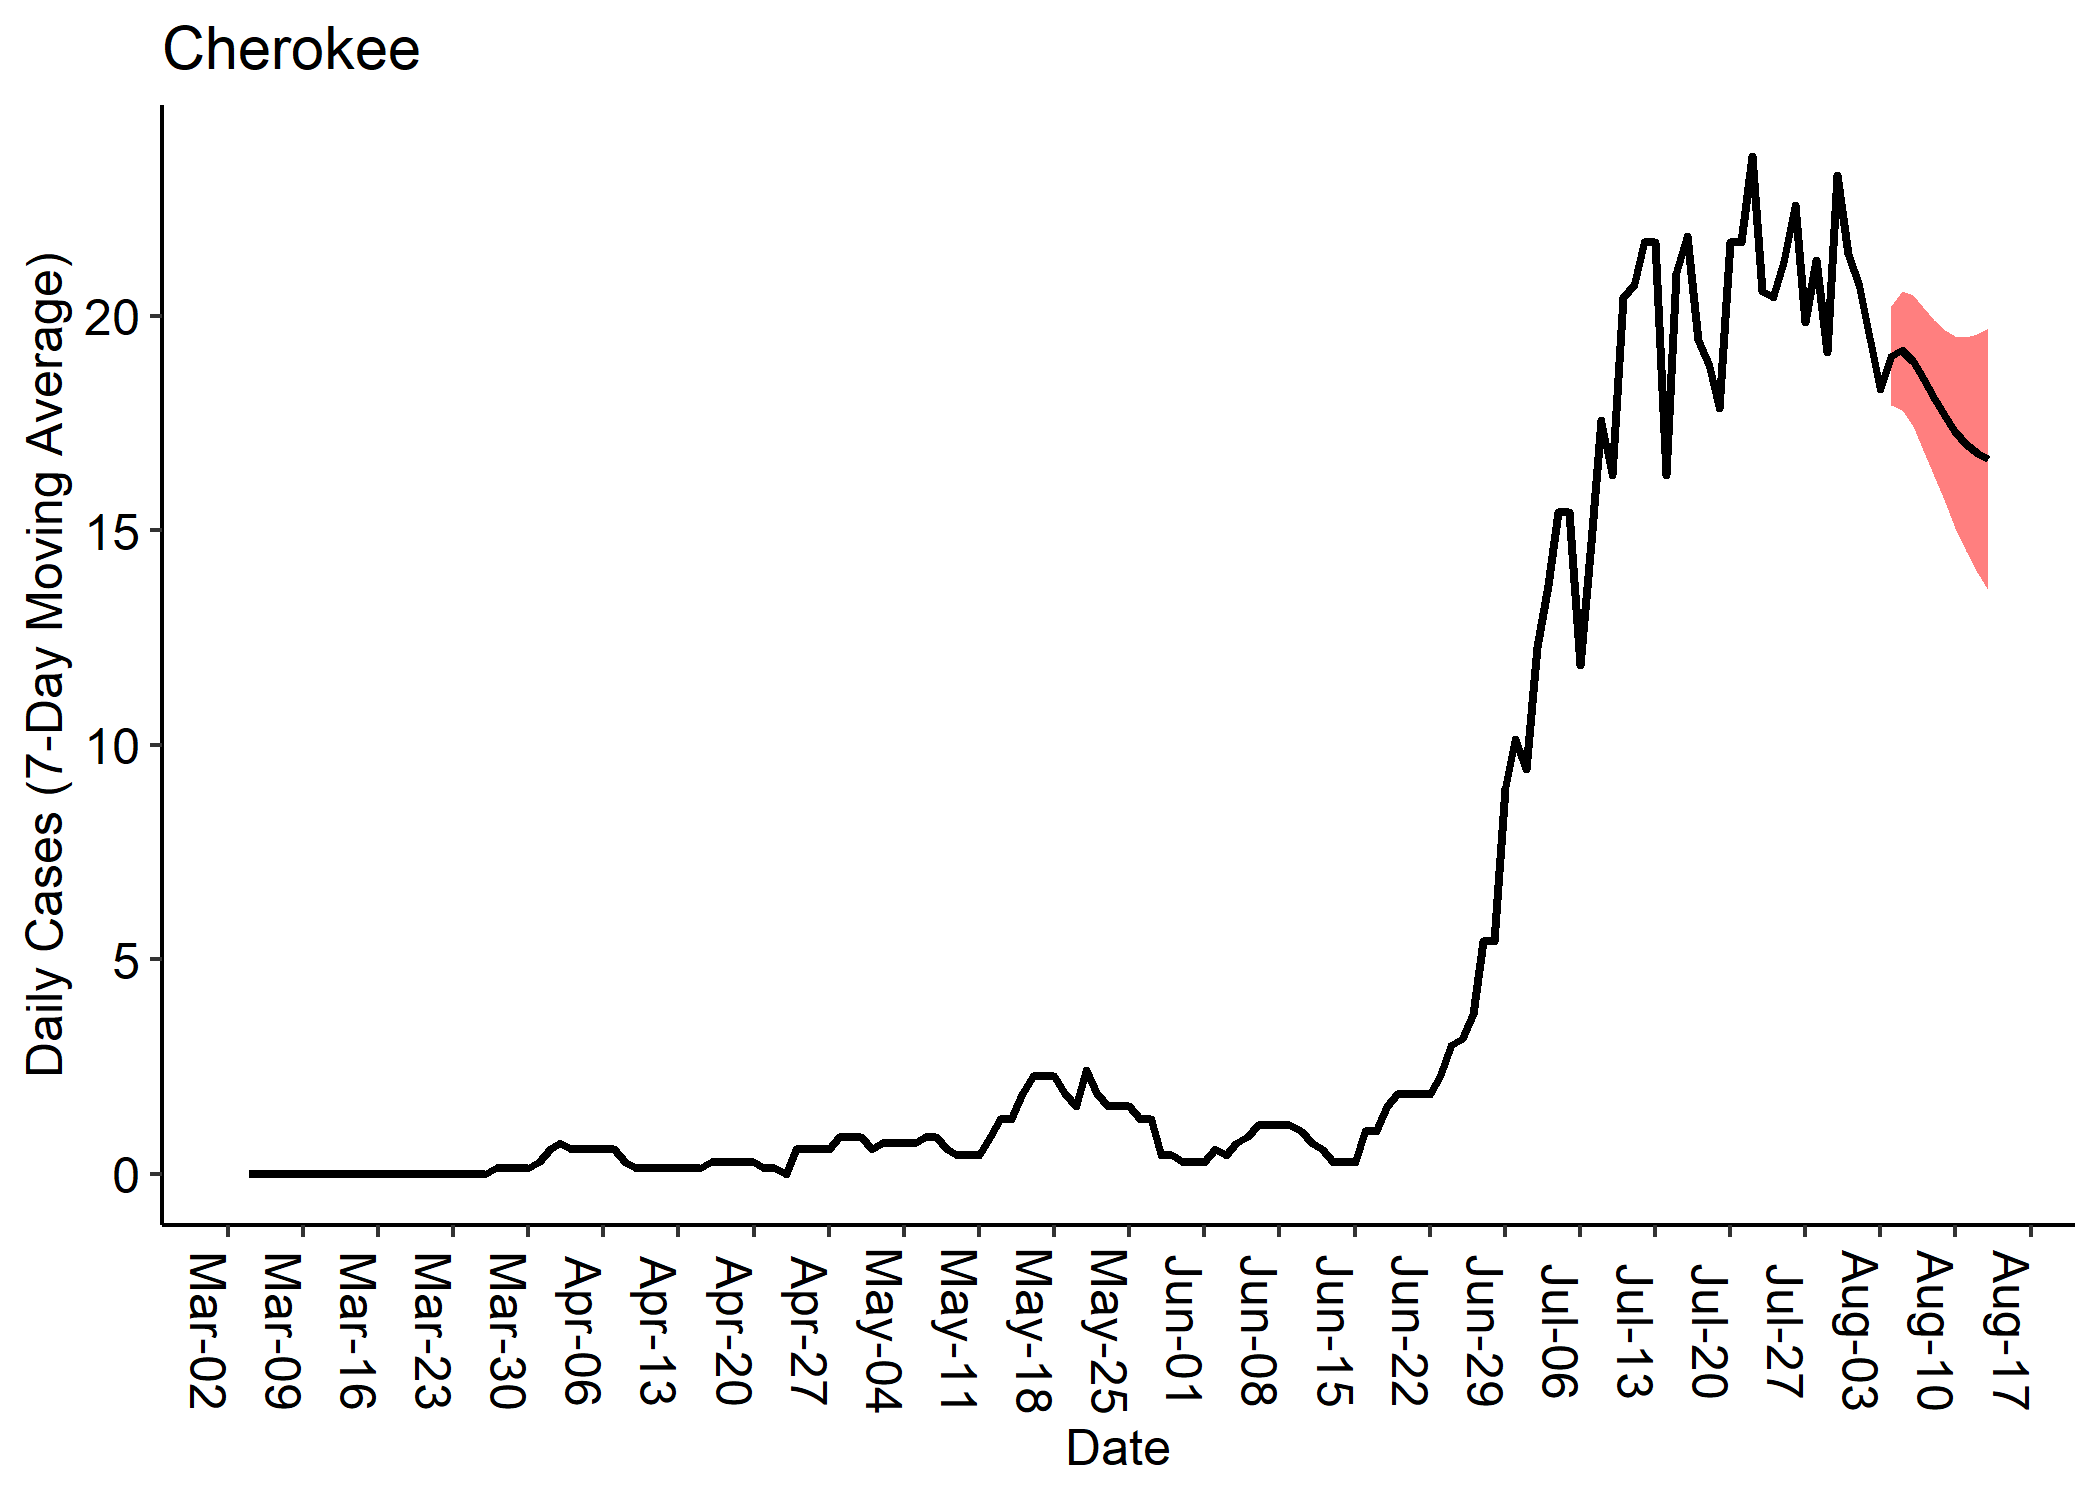 Cherokee
Daily Cases (7-Day Moving Average)
20
15
10
5
0
Mar-02
Mar-09
Mar-16
Mar-23
Mar-30
Apr-06
Apr-13
Apr-20
Apr-27
May-04
May-11
May-18
May-25
Jun-01
Jun-08
Jun-15
Jun-22
Jun-29
Jul-06
Jul-13
Jul-20
Jul-27
Aug-03
Aug-10
Aug-17
Date